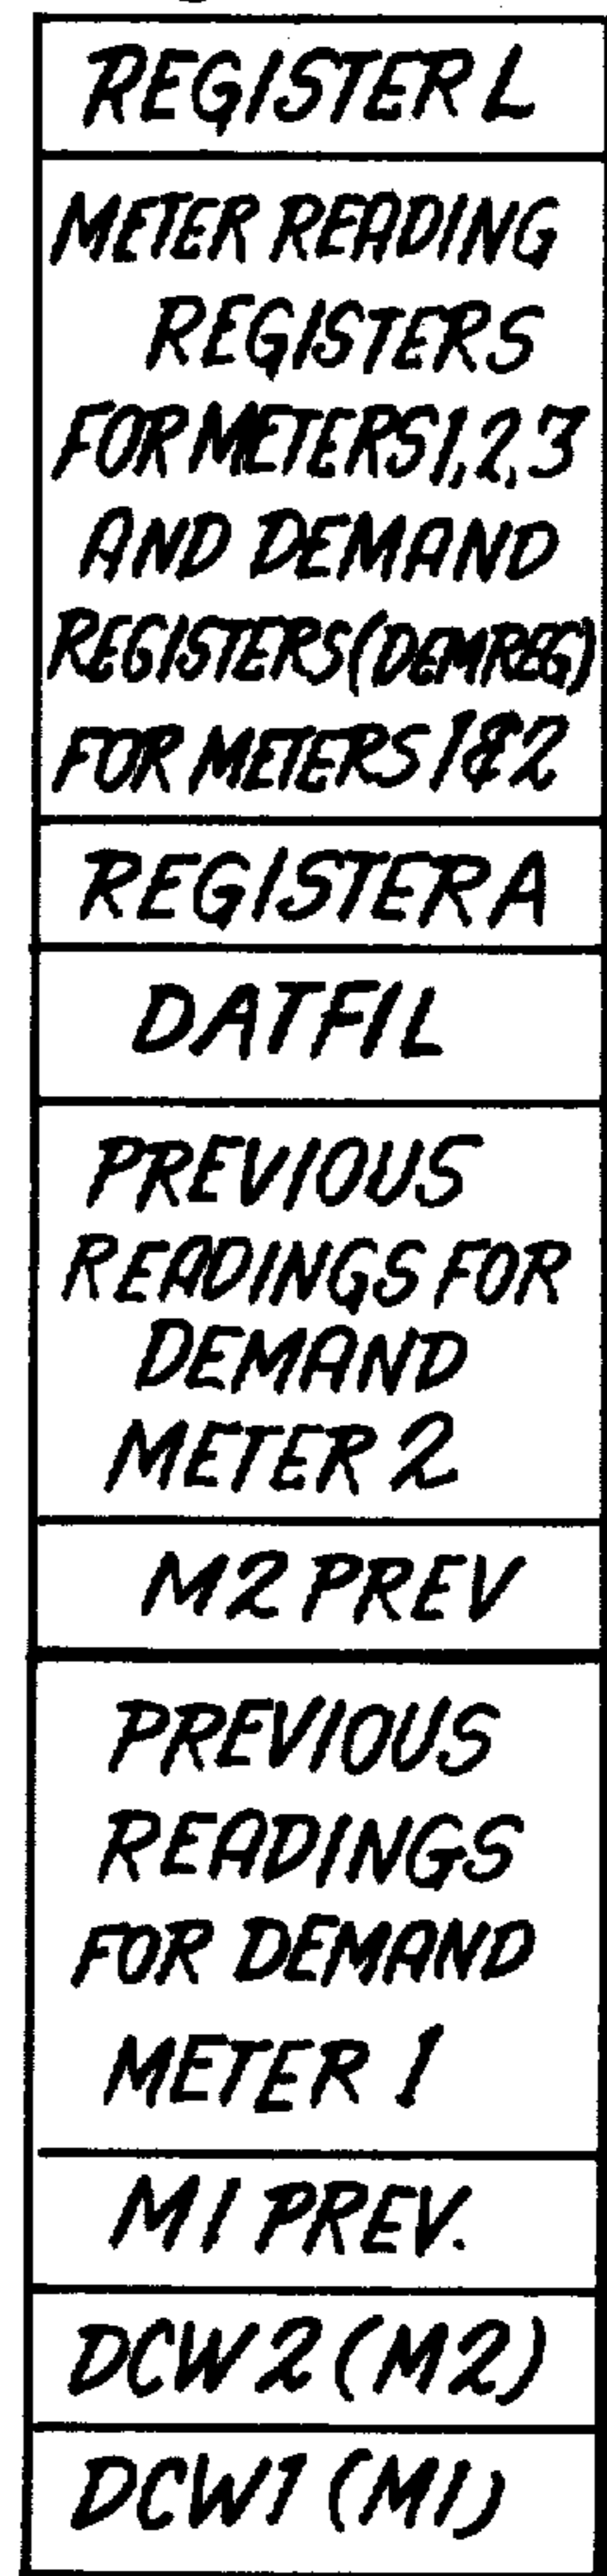 REGISTER L
METER READING
REGISTERS
FOR METERS 1,2,3
AND DEMAND
REGISTERS (DEMREG)
FOR METERS 1&2
REGISTER A
DATFIL
PREVIOUS
READINGS FOR
DEMAND
METER 2
M2 PREV
PREVIOUS
READINGS
FOR DEMAND
METER 1
M1 PREV.
DCW2 (M2)
DCW1 (M1)